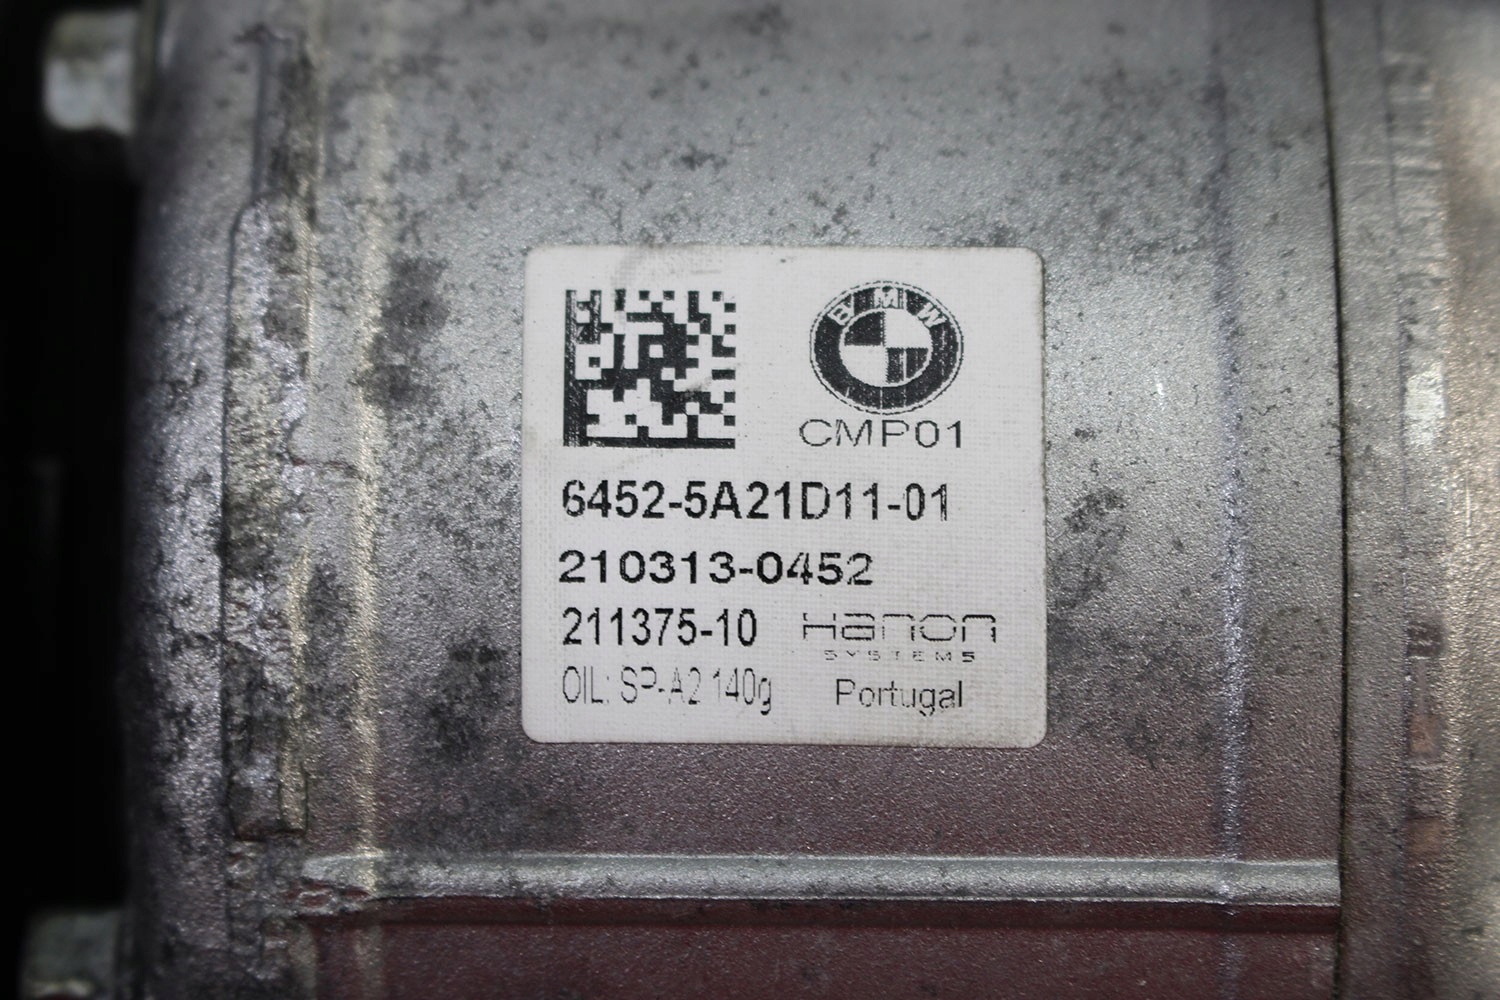 BMW
CMP01
6452-5A21D11-01
210313-0452
211375-10
Hanon
SYSTEMS
OIL: SP-A2 140g
Portugal